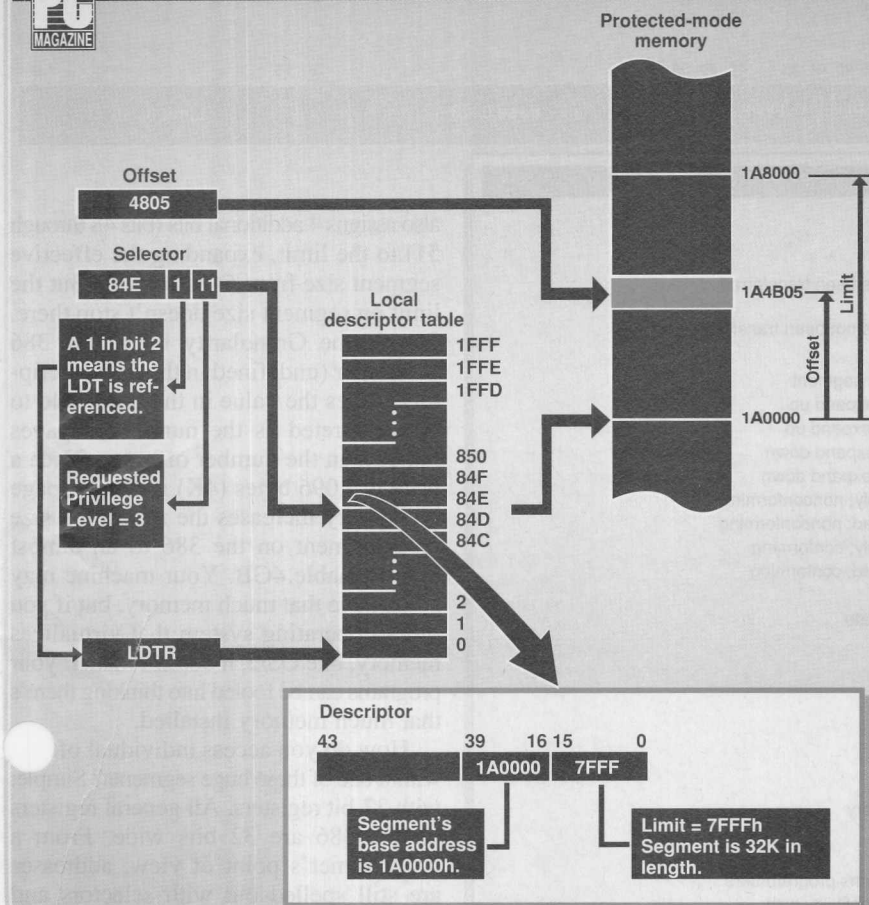 PC
MAGAZINE
Protected-mode
memory
Offset
4805
Selector
84E 1 11
A 1 in bit 2
means the
LDT is ref-
erenced.
Requested
Privilege
Level = 3
LDTR
Local
descriptor table
1FFF
1FFE
1FFD
850
84F
84E
84D
84C
2
1
0
1A8000
1A4B05
1A0000
Limit
Offset
Descriptor
43 39 16 15 0
1A0000 7FFF
Segment's
base address
is 1A0000h.
Limit = 7FFFh
Segment is 32K in
length.